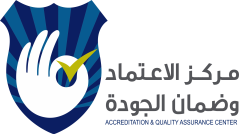 مركز الاعتماد
وضمان الجودة
ACCREDITATION & QUALITY ASSURANCE CENTER